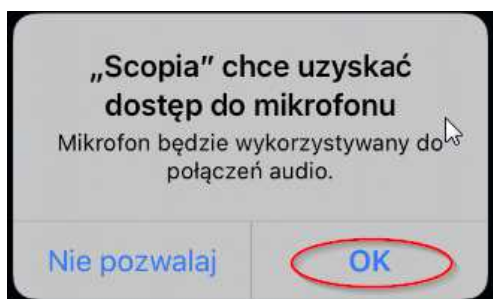 „Scopia” chce uzyskać
dostęp do mikrofonu
Mikrofon będzie wykorzystywany do
połączeń audio.
Nie pozwalaj OK